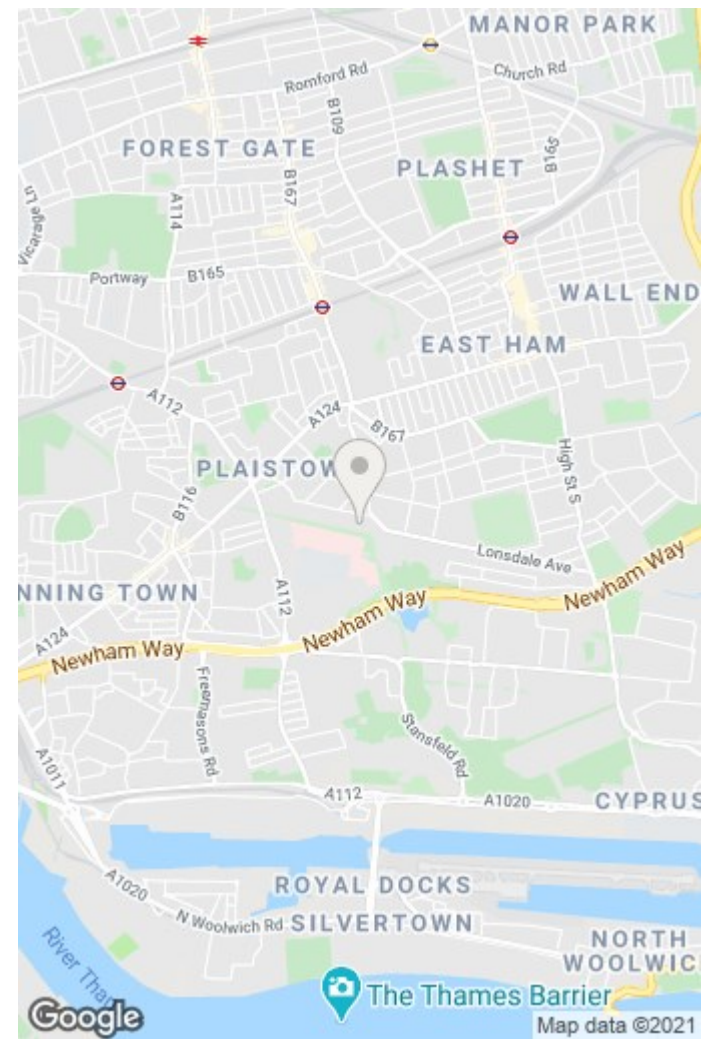 MANOR PARK
Romford Rd
Church Rd
B109
FOREST GATE
B165
PLASHET
A114
B167
Vicarage Ln
Portway
B165
WALL END
EAST HAM
A112
A124
B167
PLAISTOW
High St S
B116
Lonsdale Ave
NNING TOWN
A112
Newham Way
Newham Way
A124
Newham Way
Freemasons Rd
Stansfeld Rd
A1011
A112
A1020
CYPRUS
A1020
ROYAL DOCKS
N Woolwich Rd
SILVERTOWN
River Tha
NORTH
WOOLWIC
The Thames Barrier
Google
Map data ©2021